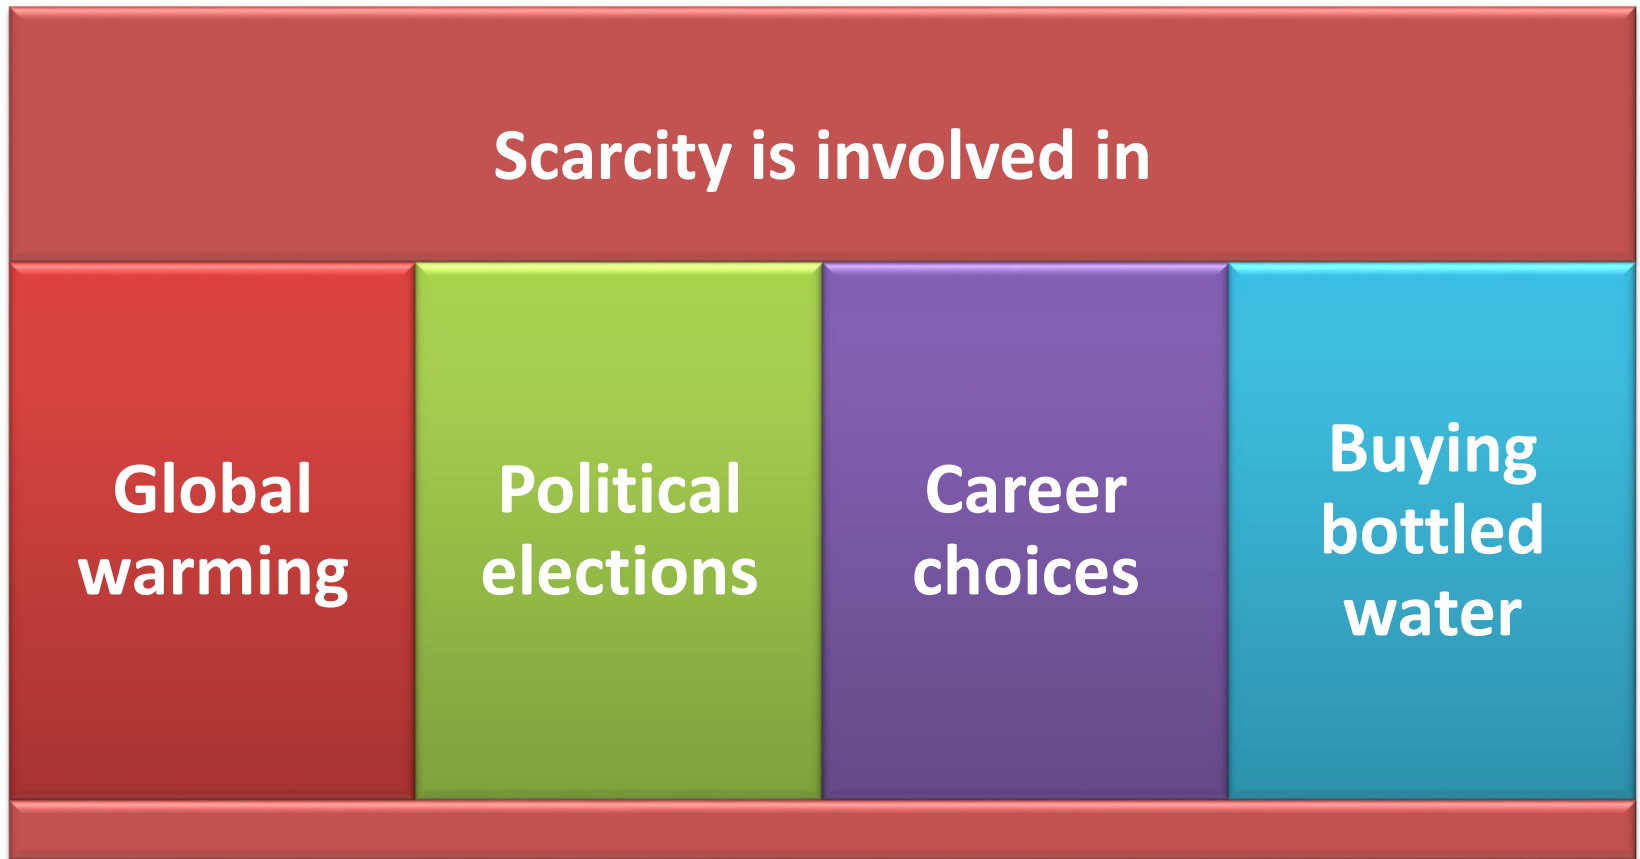 Scarcity is involved in
Global
warming
Political
elections
Career
choices
Buying
bottled
water